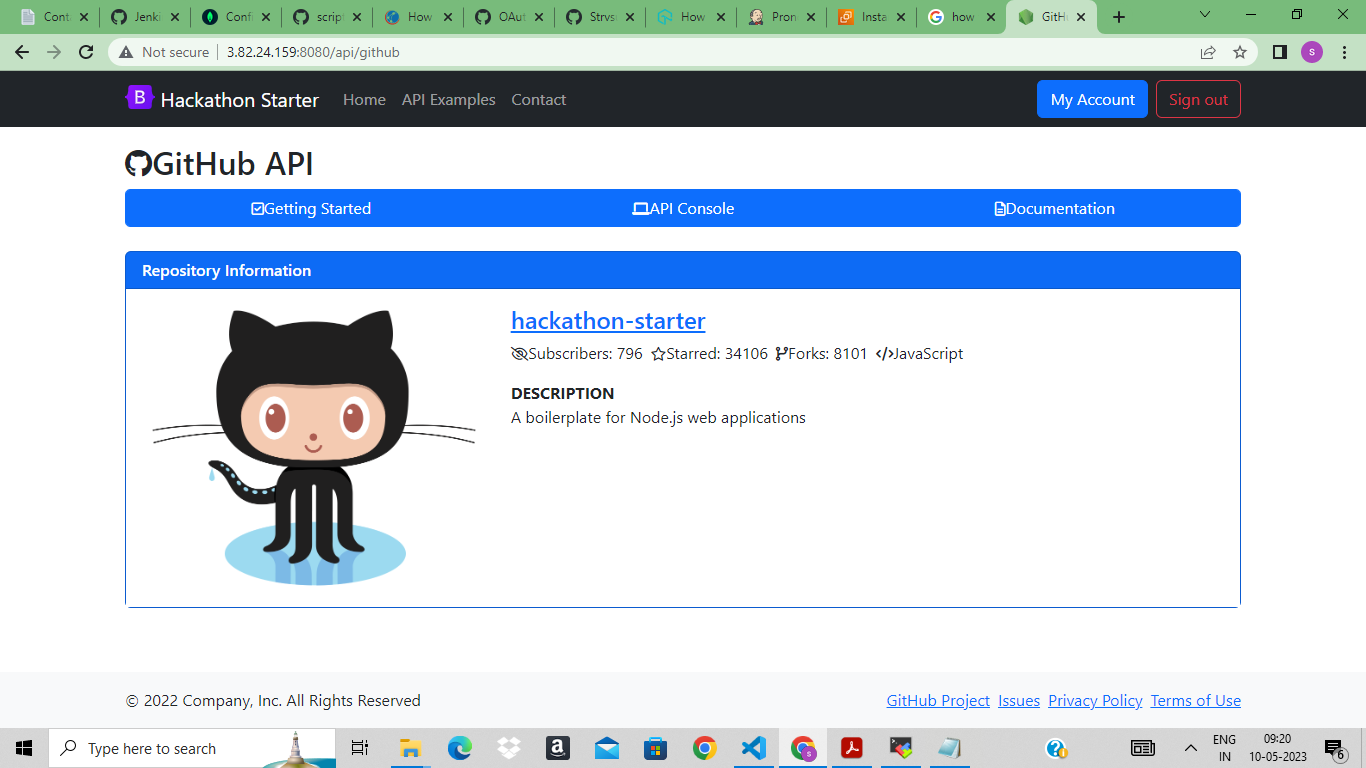 Cont
Jenki
Confi
script
How
OAut
Strvs
How
Pron
Insta
how
GitHu
Not secure
3.82.24.159:8080/api/github
s
B
Hackathon Starter
Home
API Examples
Contact
My Account
Sign out
GitHub API
Getting Started
API Console
Documentation
Repository Information
hackathon-starter
Subscribers: 796 Starred: 34106 Forks: 8101 JavaScript
DESCRIPTION
A boilerplate for Node.js web applications
© 2022 Company, Inc. All Rights Reserved
GitHub Project Issues Privacy Policy Terms of Use
Type here to search
ENG
IN
09:20
10-05-2023
6